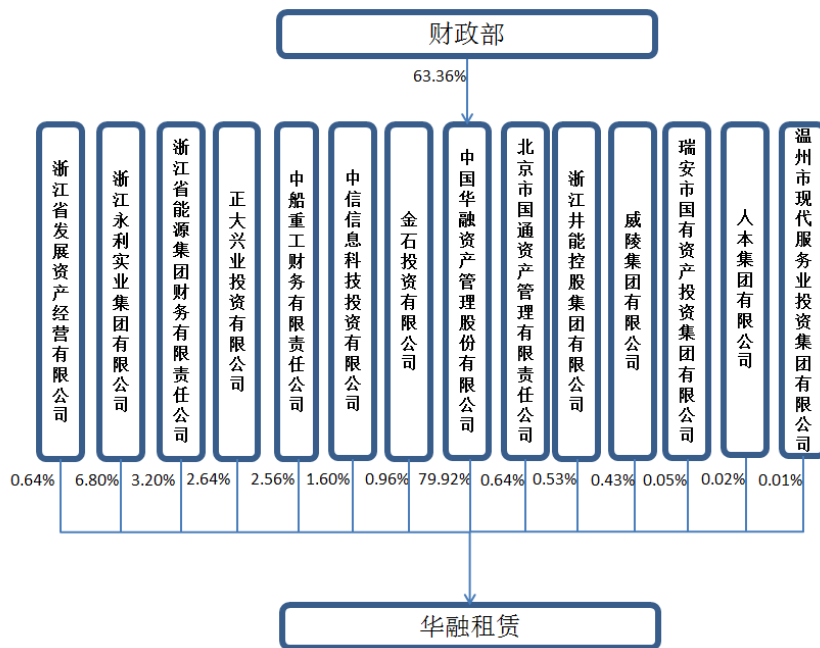 财政部
63.36%
浙江省发展资产经营有限公司
浙江永利实业集团有限公司
浙江省能源集团财务有限责任公司
正大兴业投资有限公司
中船重工财务有限责任公司
中信信息科技投资有限公司
金石投资有限公司
中国华融资产管理股份有限公司
北京市国通资产管理有限责任公司
浙江井能控股集团有限公司
威陵集团有限公司
瑞安市国有资产投资集团有限公司
人本集团有限公司
温州市现代服务业投资集团有限公司
0.64%
6.80%
3.20%
2.64%
2.56%
1.60%
0.96%
79.92%
0.64%
0.53%
0.43%
0.05%
0.02%
0.01%
华融租赁